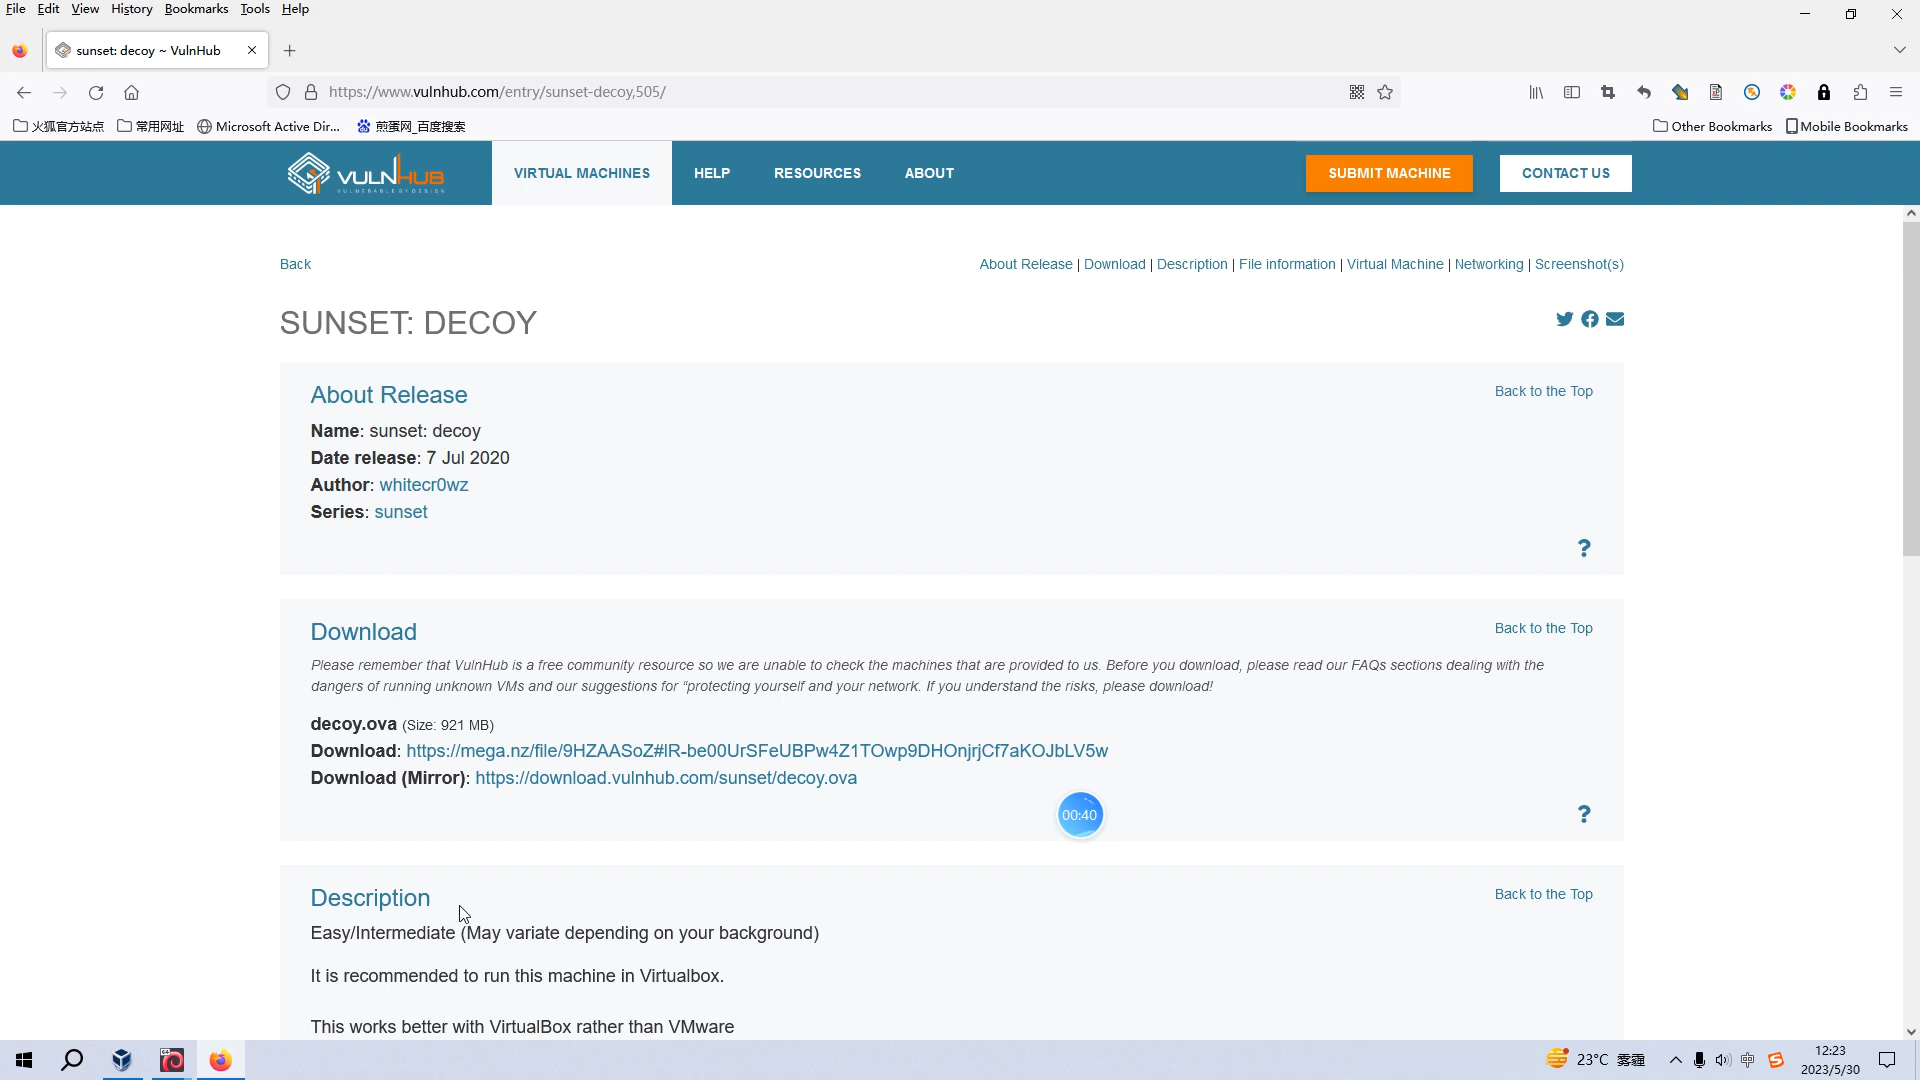 File Edit View History Bookmarks Tools Help
sunset: decoy ~ VulnHub
https://www.vulnhub.com/entry/sunset-decoy,505/
火狐官方站点 常用网址 Microsoft Active Dir... 煎蛋网_百度搜索 Other Bookmarks Mobile Bookmarks
VULNHUB
VULNERABLE BY DESIGN
VIRTUAL MACHINES HELP RESOURCES ABOUT SUBMIT MACHINE CONTACT US
Back About Release | Download | Description | File information | Virtual Machine | Networking | Screenshot(s)
SUNSET: DECOY
About Release Back to the Top
Name: sunset: decoy
Date release: 7 Jul 2020
Author: whitecr0wz
Series: sunset
?
Download Back to the Top
Please remember that VulnHub is a free community resource so we are unable to check the machines that are provided to us. Before you download, please read our FAQs sections dealing with the
dangers of running unknown VMs and our suggestions for "protecting yourself and your network. If you understand the risks, please download!
decoy.ova (Size: 921 MB)
Download: https://mega.nz/file/9HZAASoZ#lR-be00UrSFeUBPw4Z1TOwp9DHOnjrjCf7aKOJbLV5w
Download (Mirror): https://download.vulnhub.com/sunset/decoy.ova
00:40
?
Description Back to the Top
Easy/Intermediate (May variate depending on your background)
It is recommended to run this machine in Virtualbox.
This works better with VirtualBox rather than VMware
64
23°C 雾霾 中 S 12:23
2023/5/30